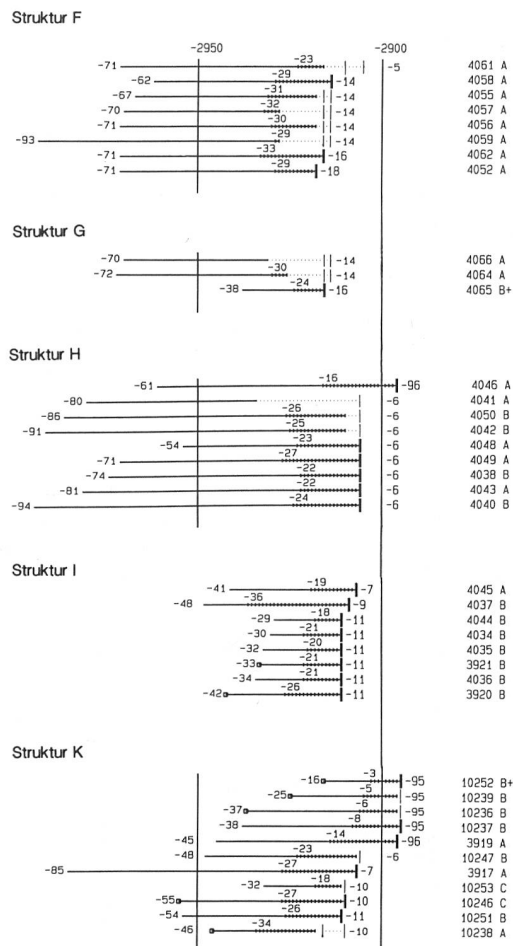 Struktur F
-2950 -2900
-71 -23 -5 4061 A
-62 -29 -14 4058 A
-67 -31 -14 4055 A
-70 -32 -14 4057 A
-71 -30 -14 4056 A
-93 -29 -14 4059 A
-71 -33 -16 4062 A
-71 -29 -18 4052 A
Struktur G
-70 -14 4066 A
-72 -30 -14 4064 A
-38 -24 -16 4065 B+
Struktur H
-61 -16 -96 4046 A
-80 -6 4041 A
-86 -26 -6 4050 B
-91 -25 -6 4042 B
-54 -23 -6 4048 A
-71 -27 -6 4049 A
-74 -22 -6 4038 B
-81 -22 -6 4043 A
-94 -24 -6 4040 B
Struktur I
-41 -19 -7 4045 A
-48 -36 -9 4037 B
-29 -18 -11 4044 B
-30 -21 -11 4034 B
-32 -20 -11 4035 B
-33 -21 -11 3921 B
-34 -21 -11 4036 B
-42 -26 -11 3920 B
Struktur K
-16 -3 -95 10252 B+
-25 -5 -95 10239 B
-37 -6 -95 10236 B
-38 -8 -95 10237 B
-45 -14 -96 3919 A
-48 -23 -6 10247 B
-85 -27 -7 3917 A
-32 -18 -10 10253 C
-55 -27 -10 10246 C
-54 -26 -11 10251 B
-46 -34 -10 10238 A